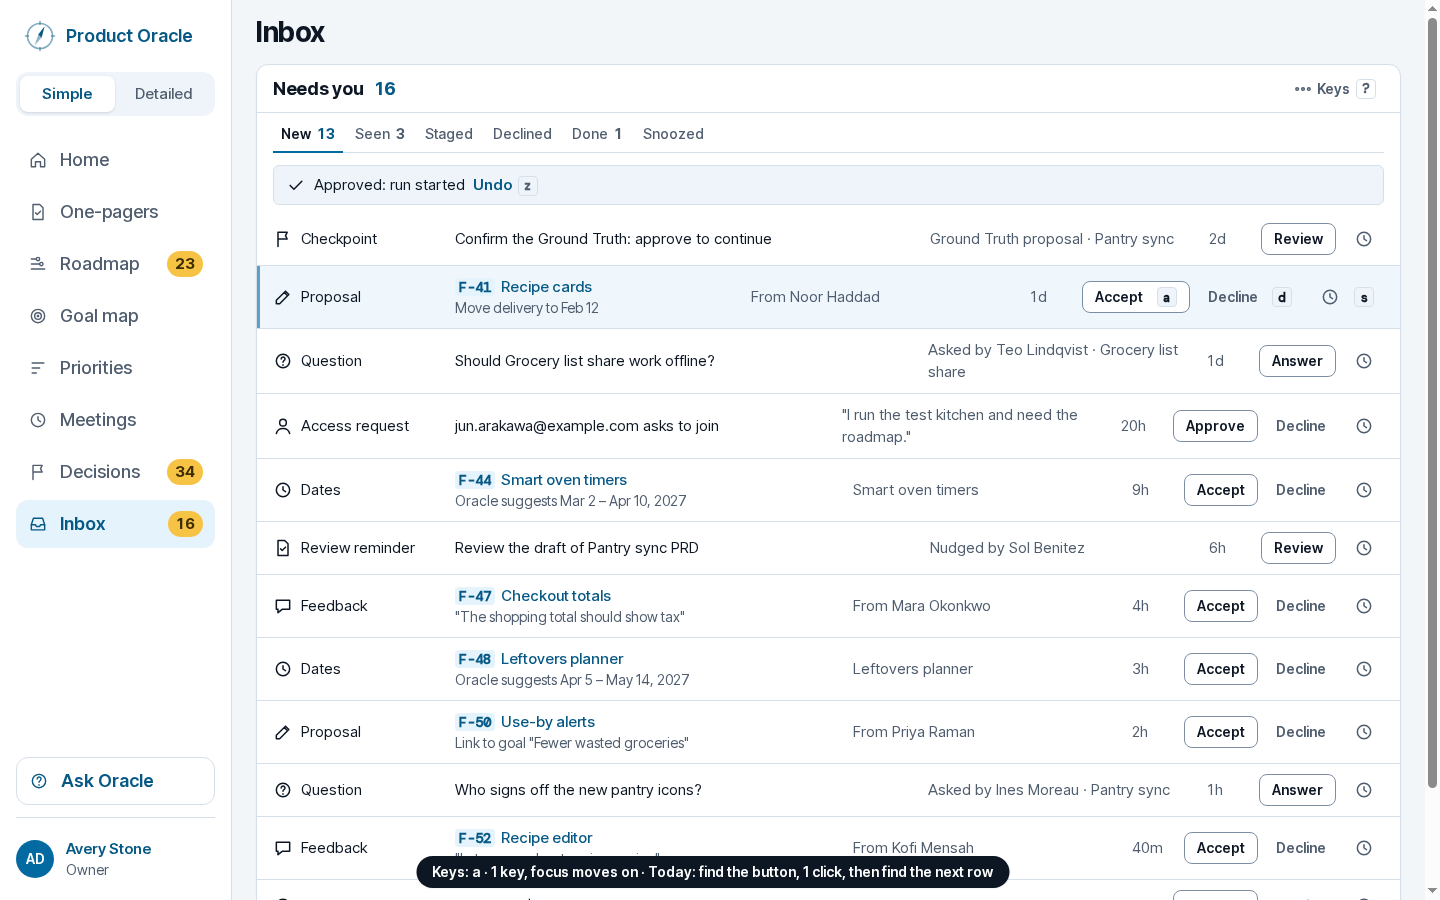 Product Oracle
Simple Detailed
Home
One-pagers
Roadmap 23
Goal map
Priorities
Meetings
Decisions 34
Inbox 16
Ask Oracle
AD Avery Stone
Owner
Inbox
Needs you 16 ••• Keys ?
New 13 Seen 3 Staged Declined Done 1 Snoozed
Approved: run started Undo z
Checkpoint Confirm the Ground Truth: approve to continue Ground Truth proposal · Pantry sync 2d Review
Proposal F-41 Recipe cards From Noor Haddad 1d Accept a Decline d s
Move delivery to Feb 12
Question Should Grocery list share work offline? Asked by Teo Lindqvist · Grocery list share 1d Answer
Access request jun.arakawa@example.com asks to join "I run the test kitchen and need the roadmap." 20h Approve Decline
Dates F-44 Smart oven timers Smart oven timers 9h Accept Decline
Oracle suggests Mar 2 – Apr 10, 2027
Review reminder Review the draft of Pantry sync PRD Nudged by Sol Benitez 6h Review
Feedback F-47 Checkout totals From Mara Okonkwo 4h Accept Decline
"The shopping total should show tax"
Dates F-48 Leftovers planner Leftovers planner 3h Accept Decline
Oracle suggests Apr 5 – May 14, 2027
Proposal F-50 Use-by alerts From Priya Raman 2h Accept Decline
Link to goal "Fewer wasted groceries"
Question Who signs off the new pantry icons? Asked by Ines Moreau · Pantry sync 1h Answer
Feedback F-52 Recipe editor From Kofi Mensah 40m Accept Decline
Keys: a · 1 key, focus moves on · Today: find the button, 1 click, then find the next row